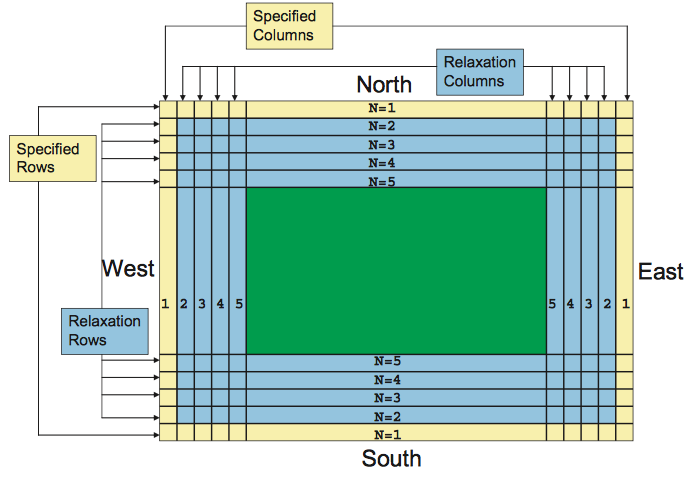 Specified
Columns
Relaxation
Columns
North
N=1
N=2
N=3
N=4
N=5
Specified
Rows
West
East
1 2 3 4 5
5 4 3 2 1
Relaxation
Rows
N=5
N=4
N=3
N=2
N=1
South